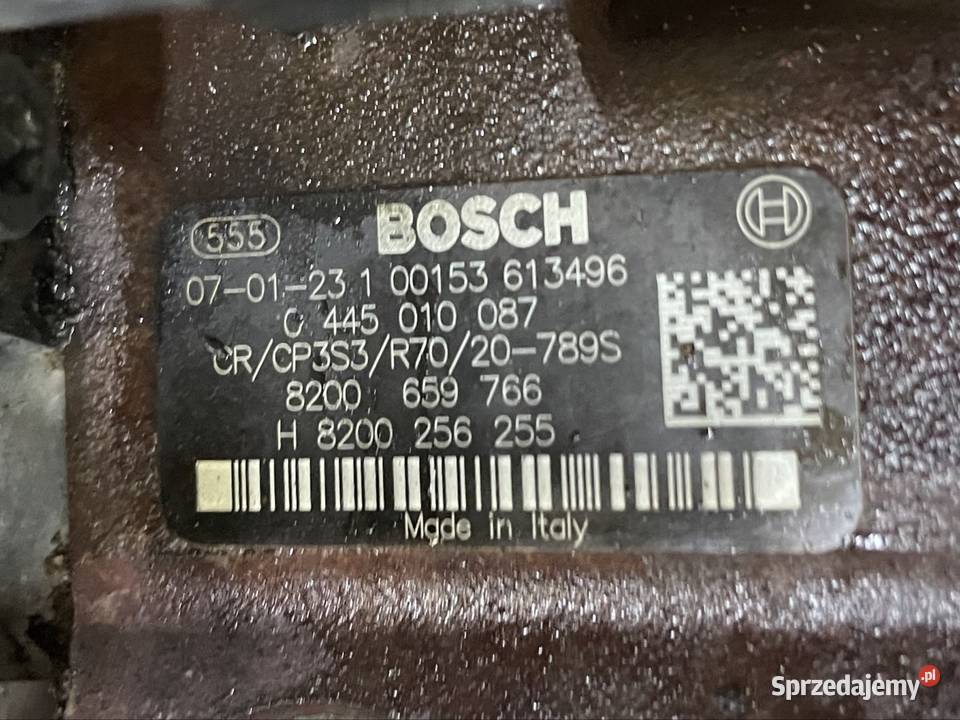 555 BOSCH H
07-01-23 1 00153 613496
0 445 010 087
CR/CP3S3/R70/20-789S
8200 659 766
H 8200 256 255
Made in Italy
Sprzedajemy.pl